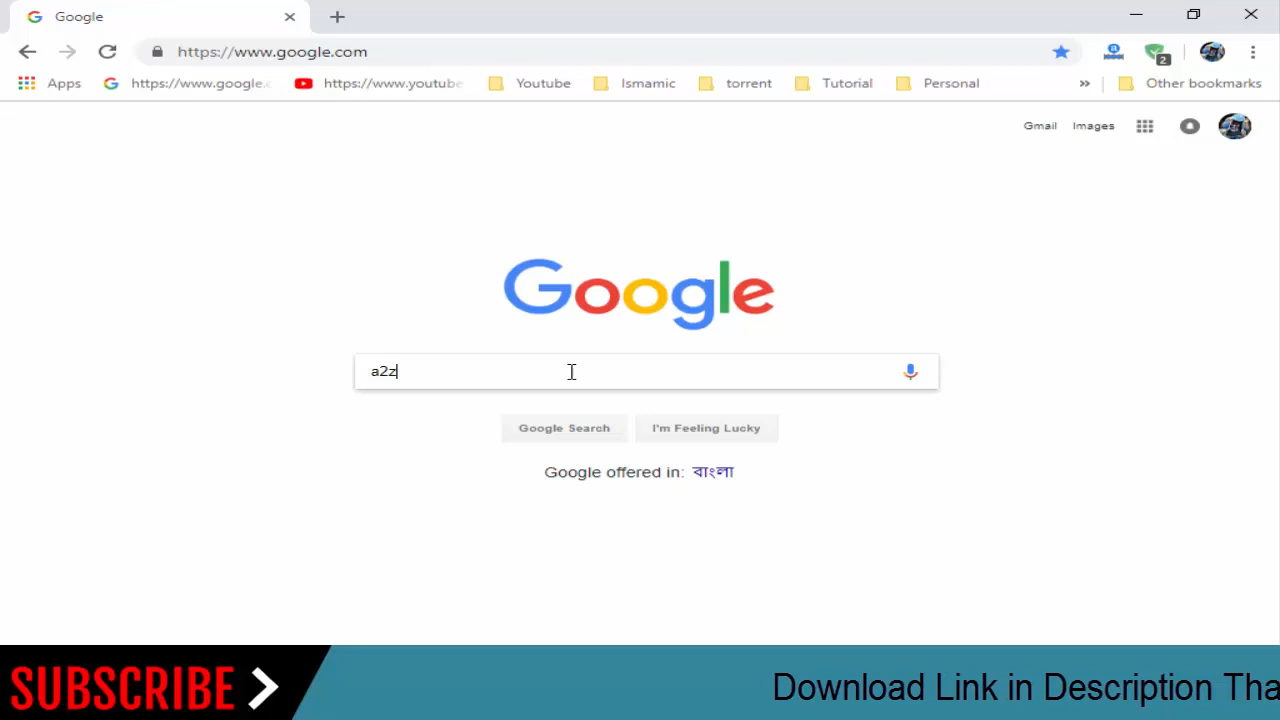 Google
https://www.google.com
2
Apps
https://www.google.c
https://www.youtube
Youtube
Ismamic
torrent
Tutorial
Personal
»
Other bookmarks
Gmail
Images
Google
a2z
Google Search
I'm Feeling Lucky
Google offered in: বাংলা
SUBSCRIBE
Download Link in Description Tha